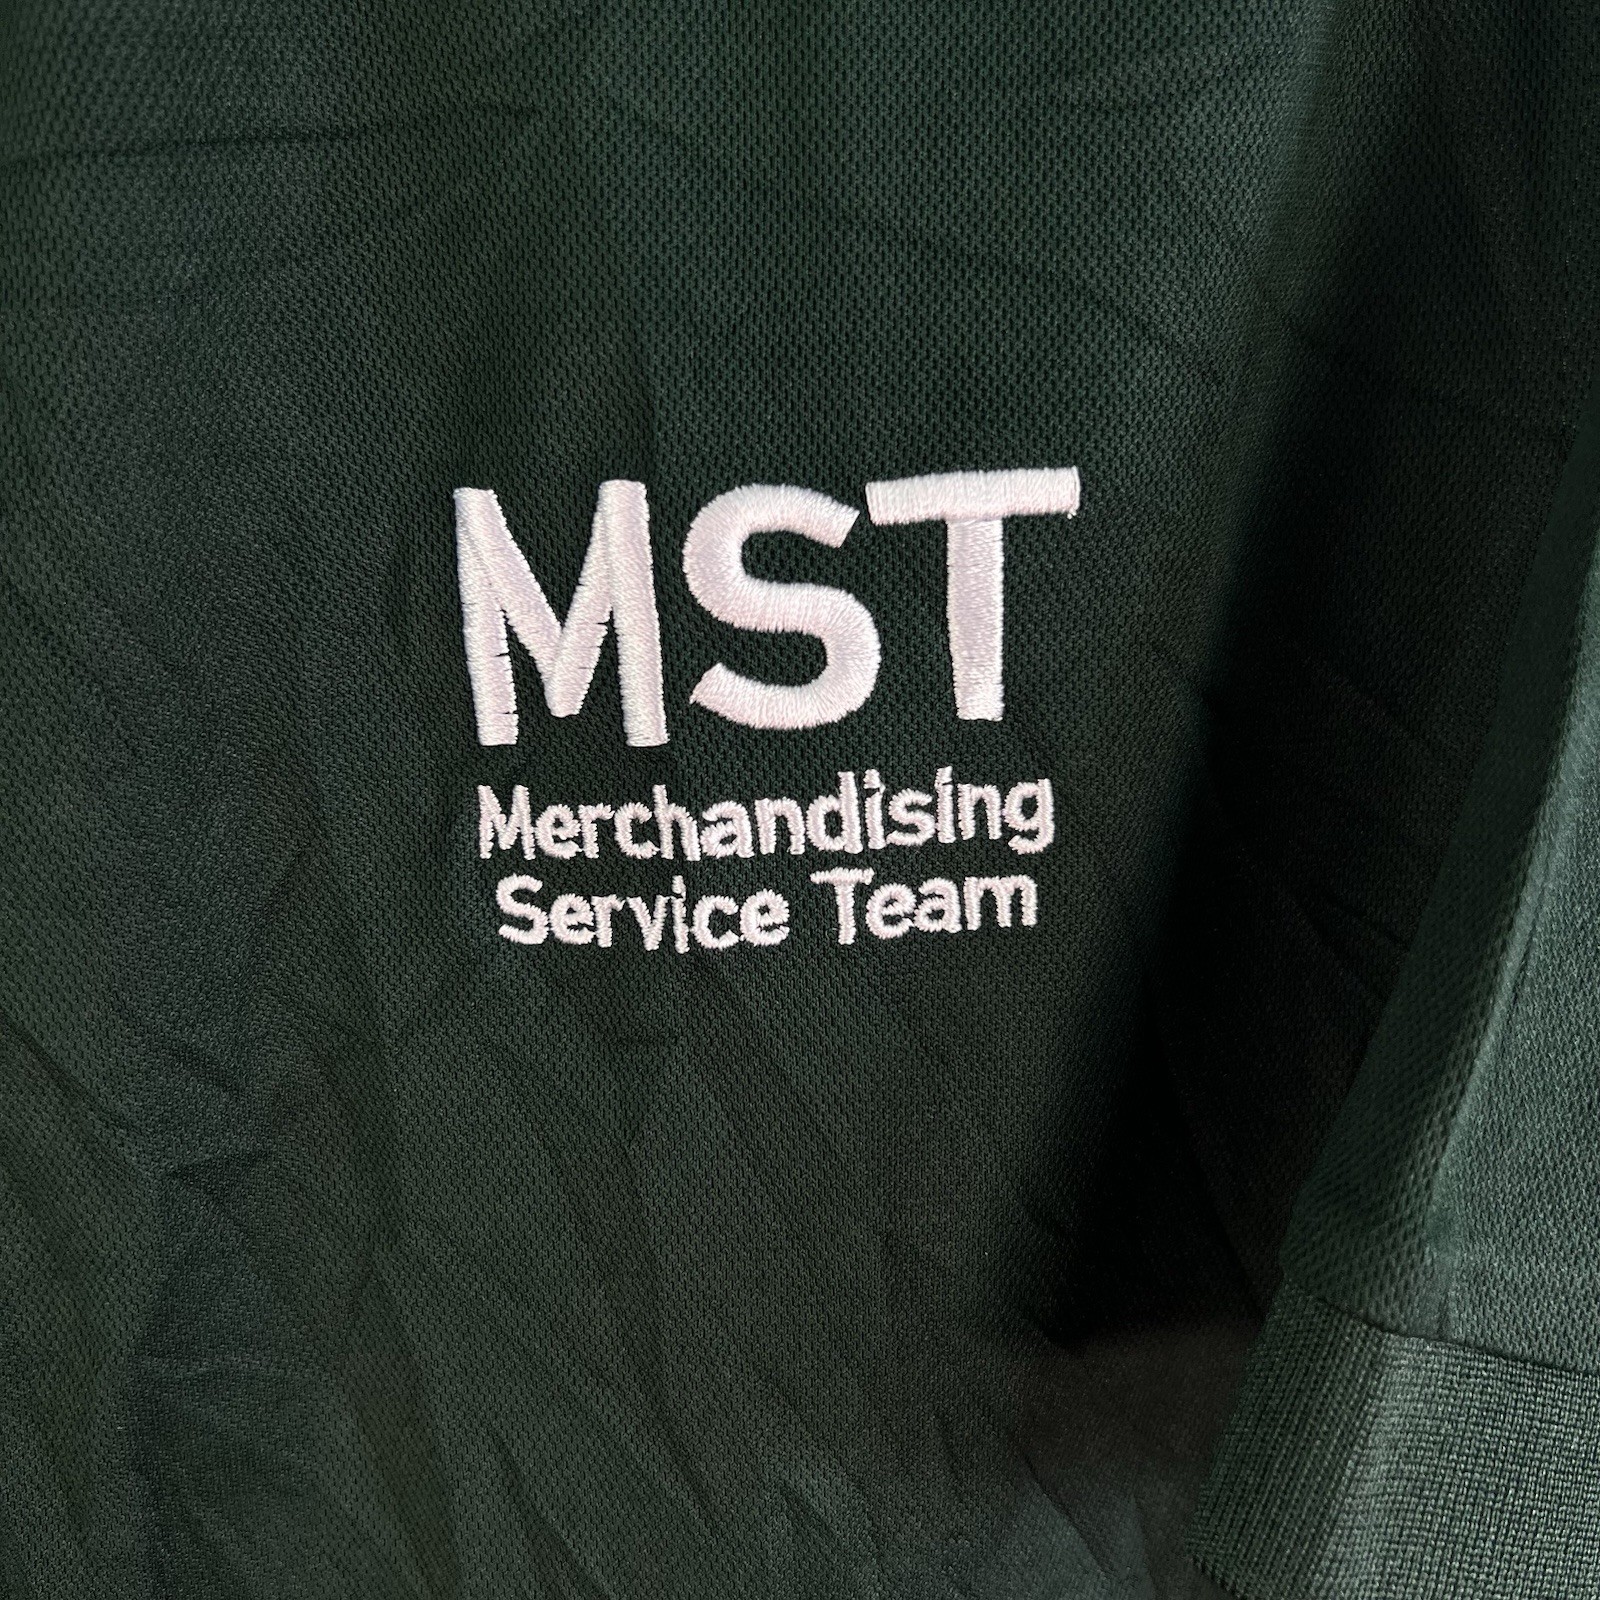 MST
Merchandising
Service Team